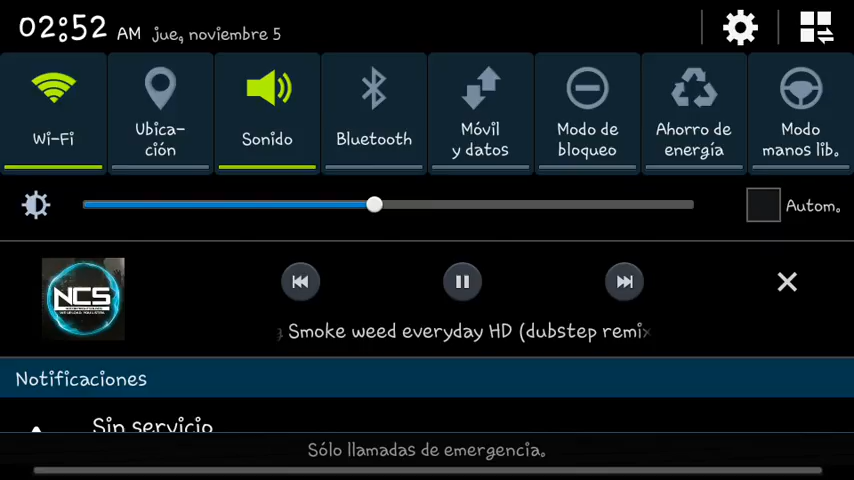 02:52 AM jue, noviembre 5
Wi-Fi
Ubica-
ción
Sonido
Bluetooth
Móvil
y datos
Modo de
bloqueo
Ahorro de
energía
Modo
manos lib.
Autom.
NCS
Smoke weed everyday HD (dubstep remix
Notificaciones
Sin servicio
Sólo llamadas de emergencia.